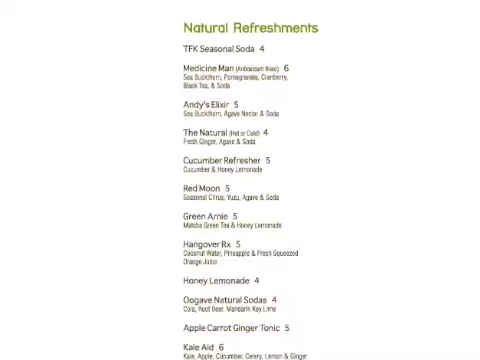 Natural Refreshments
TFK Seasonal Soda 4
Medicine Man (Antioxidant Blast) 6
Sea Buckthorn, Pomegranate, Cranberry,
Black Tea, & Soda
Andy's Elixir 5
Sea Buckthorn, Agave Nectar & Soda
The Natural (Hot or Cold) 4
Fresh Ginger, Agave & Soda
Cucumber Refresher 5
Cucumber & Honey Lemonade
Red Moon 5
Seasonal Citrus, Yuzu, Agave & Soda
Green Arnie 5
Matcha Green Tea & Honey Lemonade
Hangover Rx 5
Coconut Water, Pineapple & Fresh Squeezed
Orange Juice
Honey Lemonade 4
Oogave Natural Sodas 4
Cola, Root Beer, Mandarin Key Lime
Apple Carrot Ginger Tonic 5
Kale Aid 6
Kale, Apple, Cucumber, Celery, Lemon & Ginger